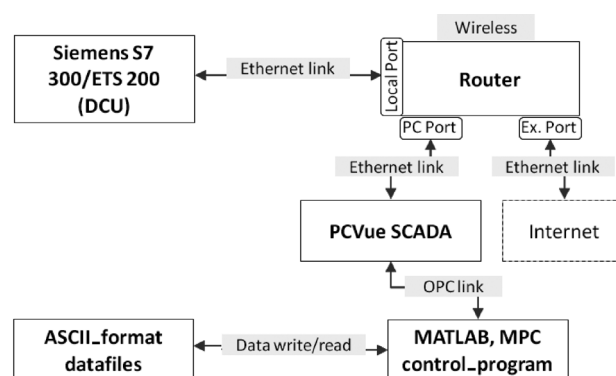 Wireless
Siemens S7
300/ETS 200
(DCU)
Ethernet link
Local Port
Router
PC Port
Ex. Port
Ethernet link
Ethernet link
PCVue SCADA
Internet
OPC link
ASCII_format
datafiles
Data write/read
MATLAB, MPC
control_program